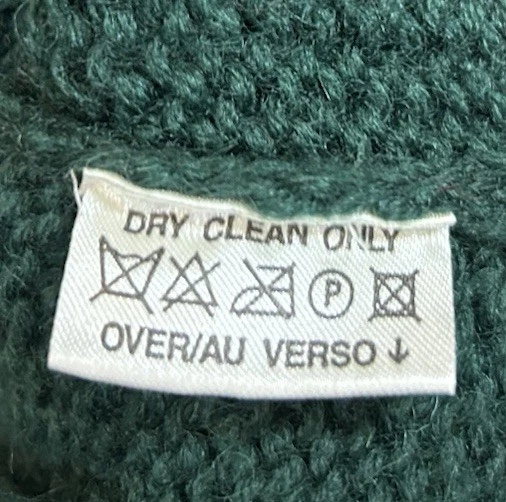 DRY CLEAN ONLY
P
OVER/AU VERSO ↓